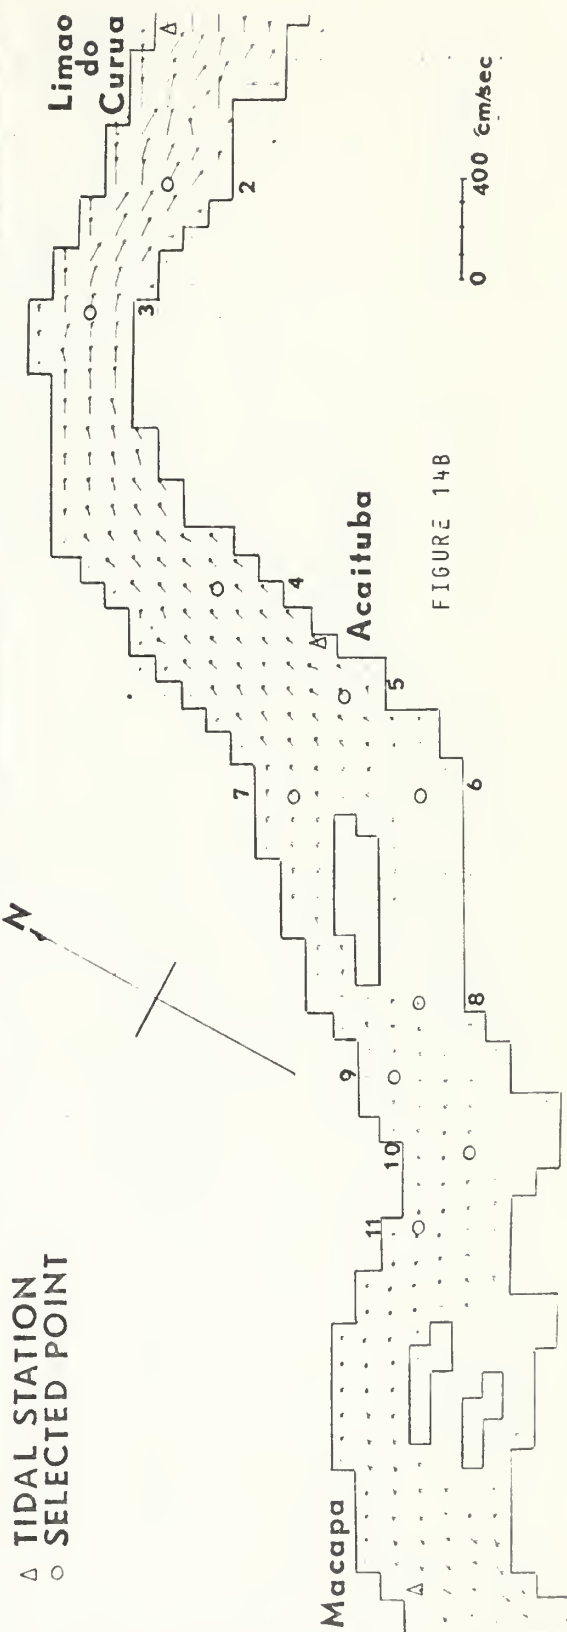 △ TIDAL STATION
○ SELECTED POINT
N
Limao
do
Curua
Macapa
11
10
9
8
7
6
5
4
3
2
Acaituba
FIGURE 14B
0 400 cm/sec